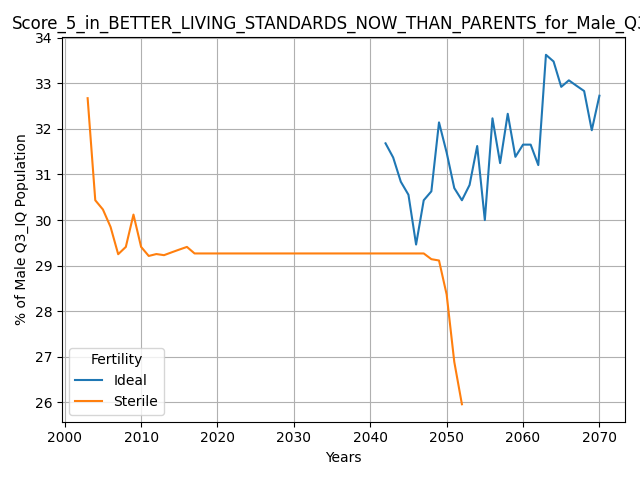 Score_5_in_BETTER_LIVING_STANDARDS_NOW_THAN_PARENTS_for_Male_Q3
34
33
32
31
30
29
28
27
26
% of Male Q3_IQ Population
Fertility
Ideal
Sterile
2000 2010 2020 2030 2040 2050 2060 2070
Years